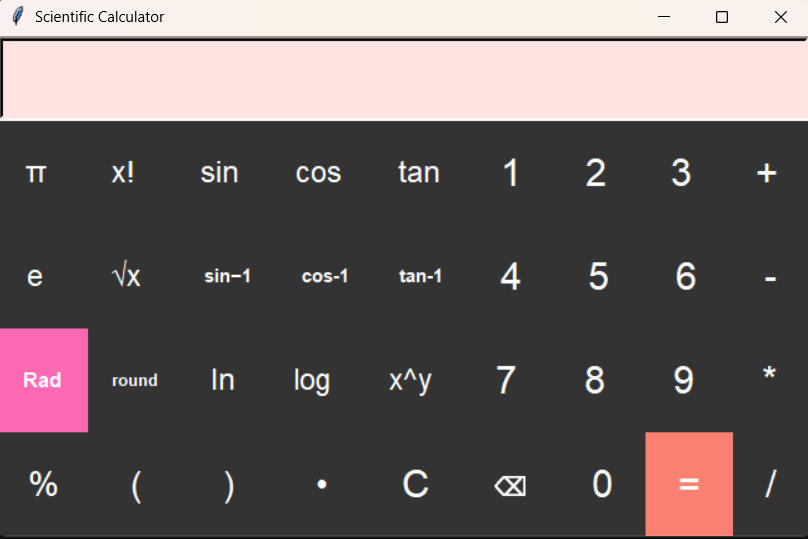 Scientific Calculator
π x! sin cos tan 1 2 3 +
e √x sin−1 cos-1 tan-1 4 5 6 -
Rad round ln log x^y 7 8 9 *
% ( ) • C ⌫ 0 = /